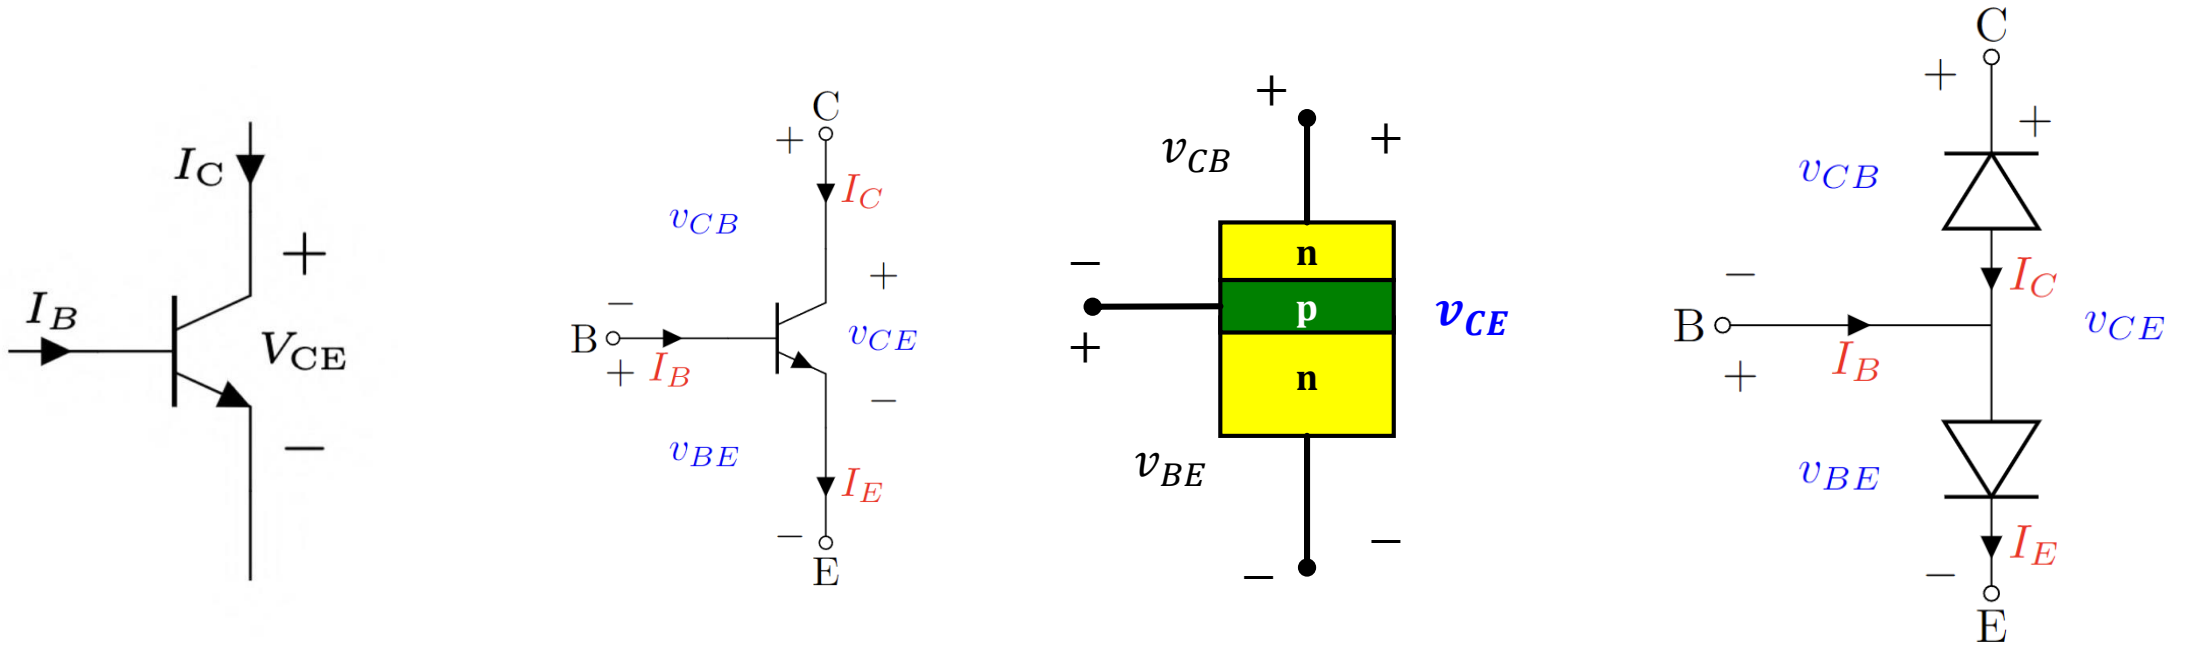 I_C
+
I_B
V_CE
−
C
+
I_C
v_CB
+
−
B
v_CE
+
I_B
−
v_BE
I_E
−
E
+
v_CB
+
n
−
p
v_CE
+
n
v_BE
−
−
C
+
+
v_CB
−
I_C
B
v_CE
I_B
+
v_BE
I_E
−
E